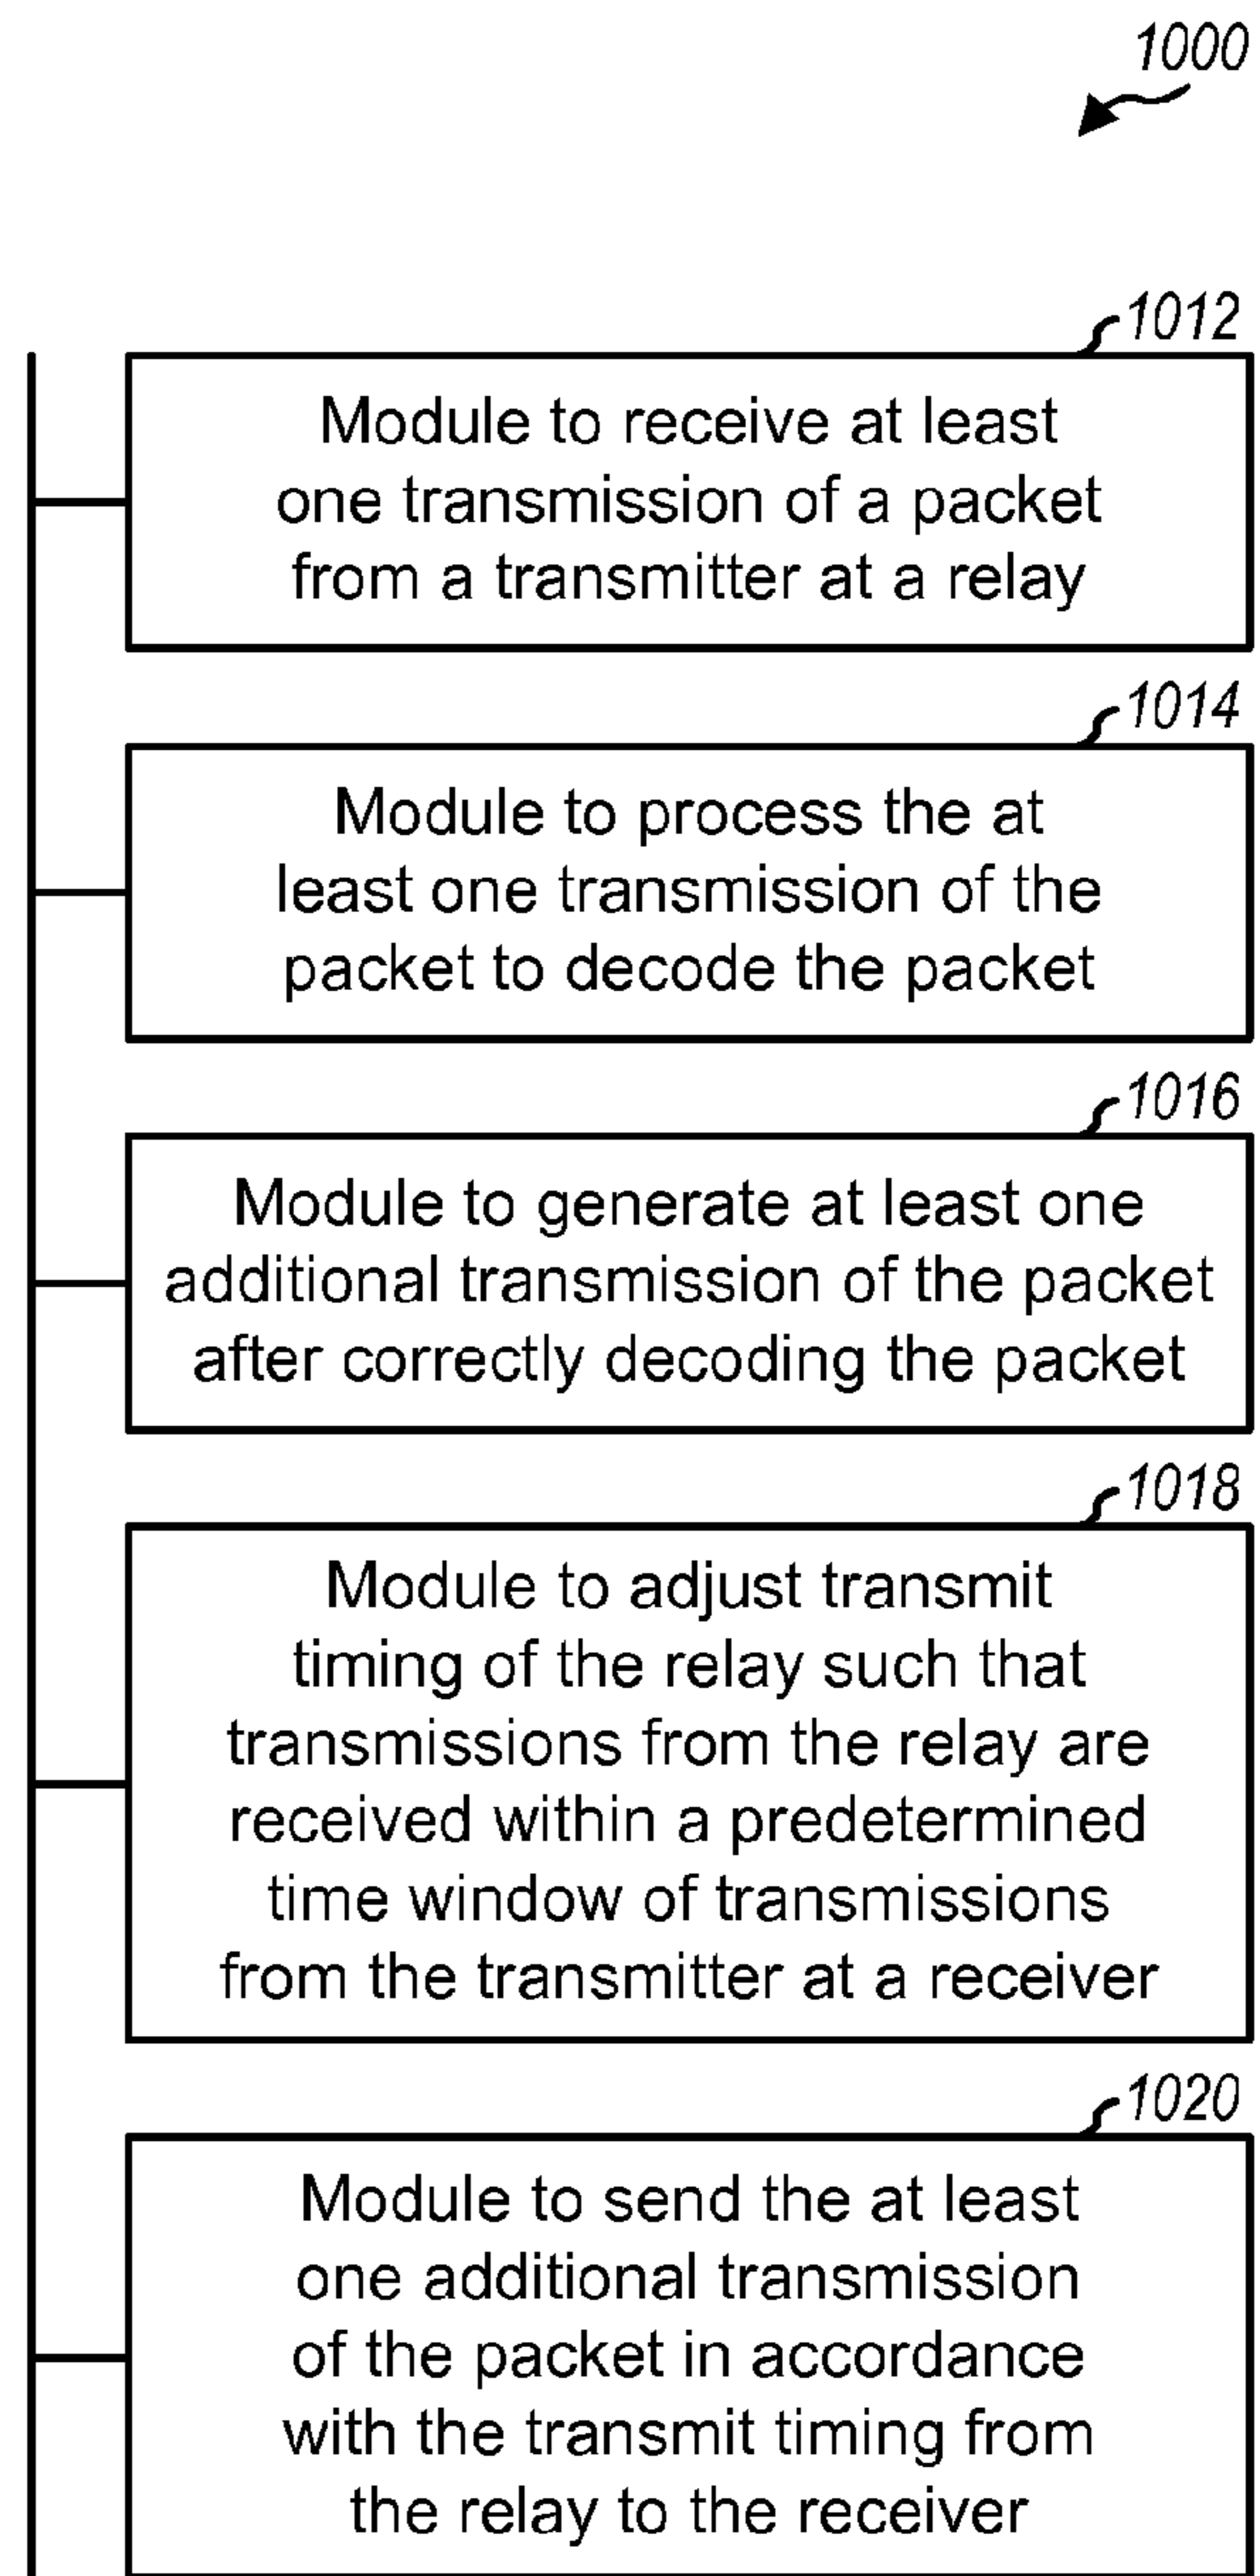 1000
1012
Module to receive at least
one transmission of a packet
from a transmitter at a relay
1014
Module to process the at
least one transmission of the
packet to decode the packet
1016
Module to generate at least one
additional transmission of the packet
after correctly decoding the packet
1018
Module to adjust transmit
timing of the relay such that
transmissions from the relay are
received within a predetermined
time window of transmissions
from the transmitter at a receiver
1020
Module to send the at least
one additional transmission
of the packet in accordance
with the transmit timing from
the relay to the receiver